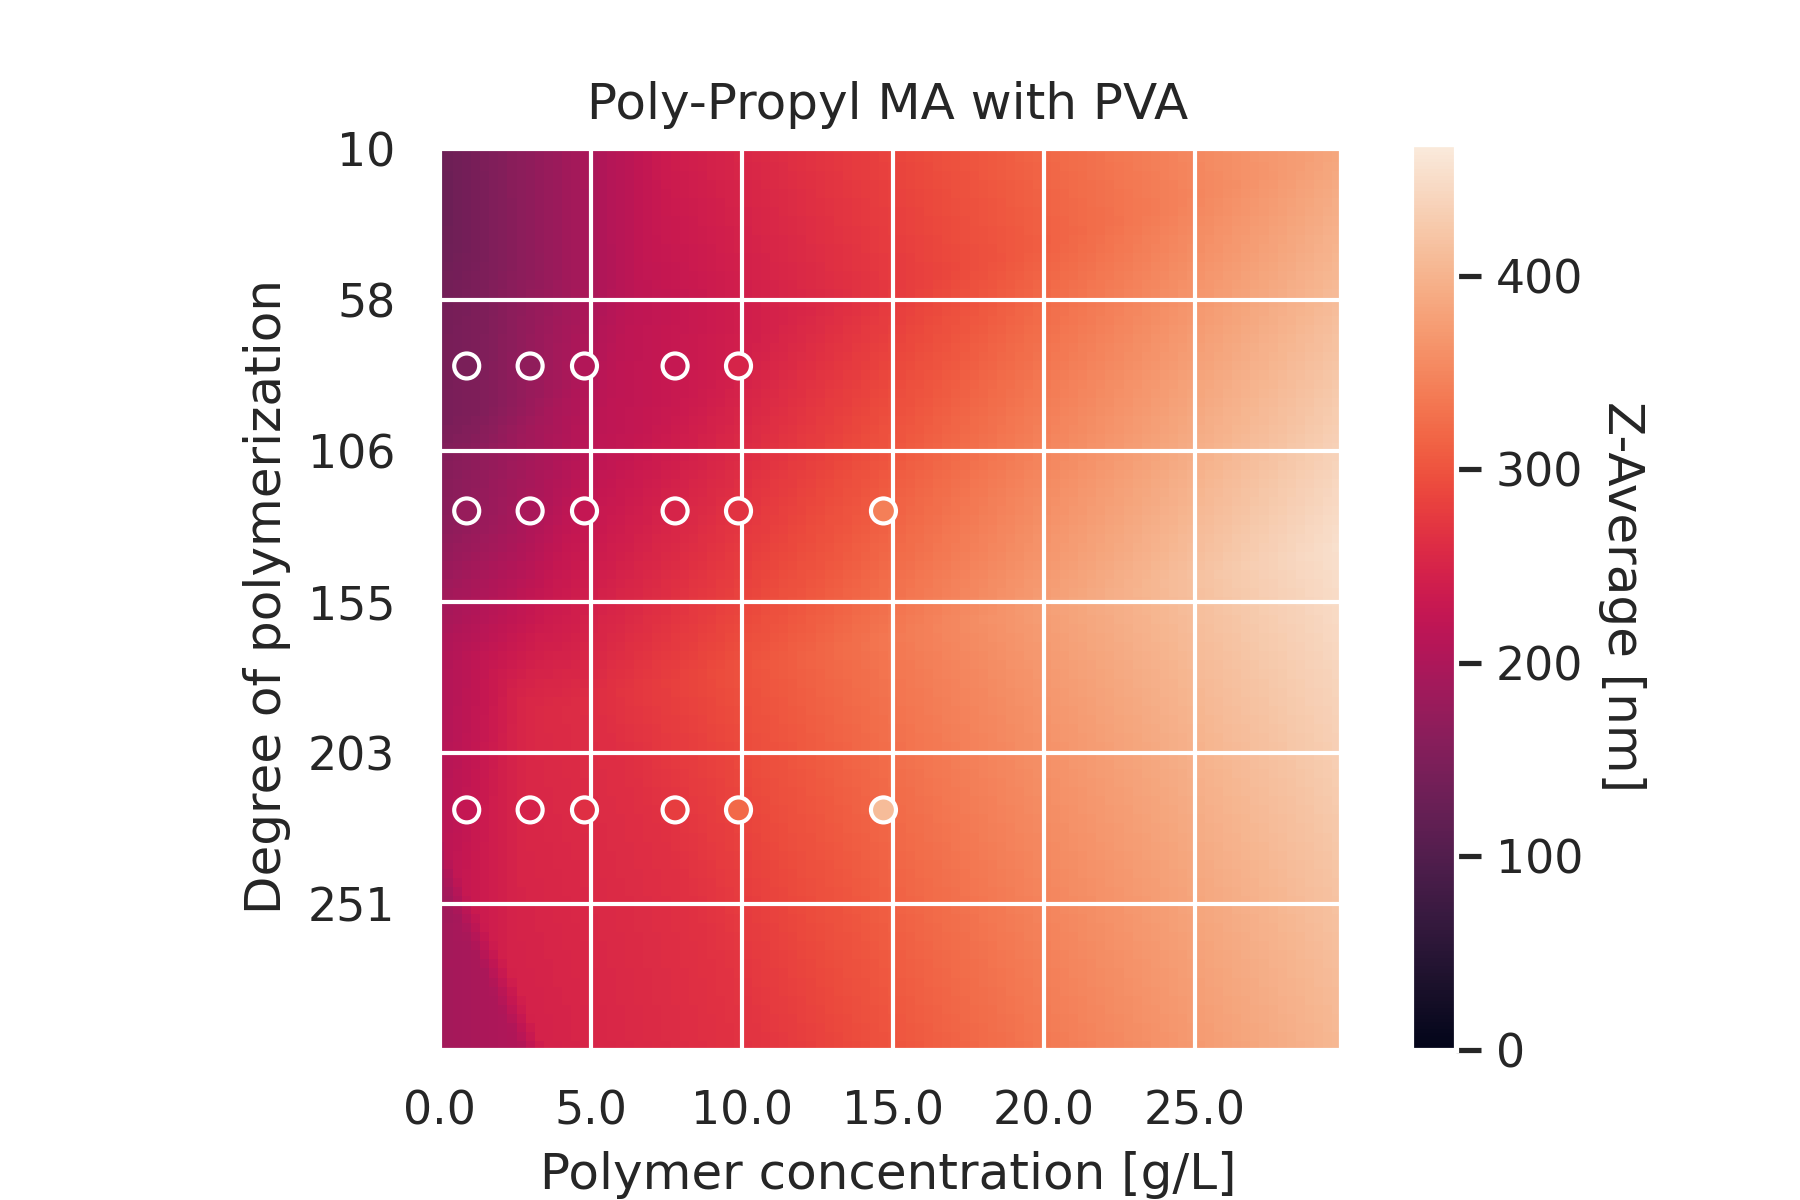 Poly-Propyl MA with PVA
Degree of polymerization
10
58
106
155
203
251
0.0 5.0 10.0 15.0 20.0 25.0
Polymer concentration [g/L]
400
300
200
100
0
Z-Average [nm]